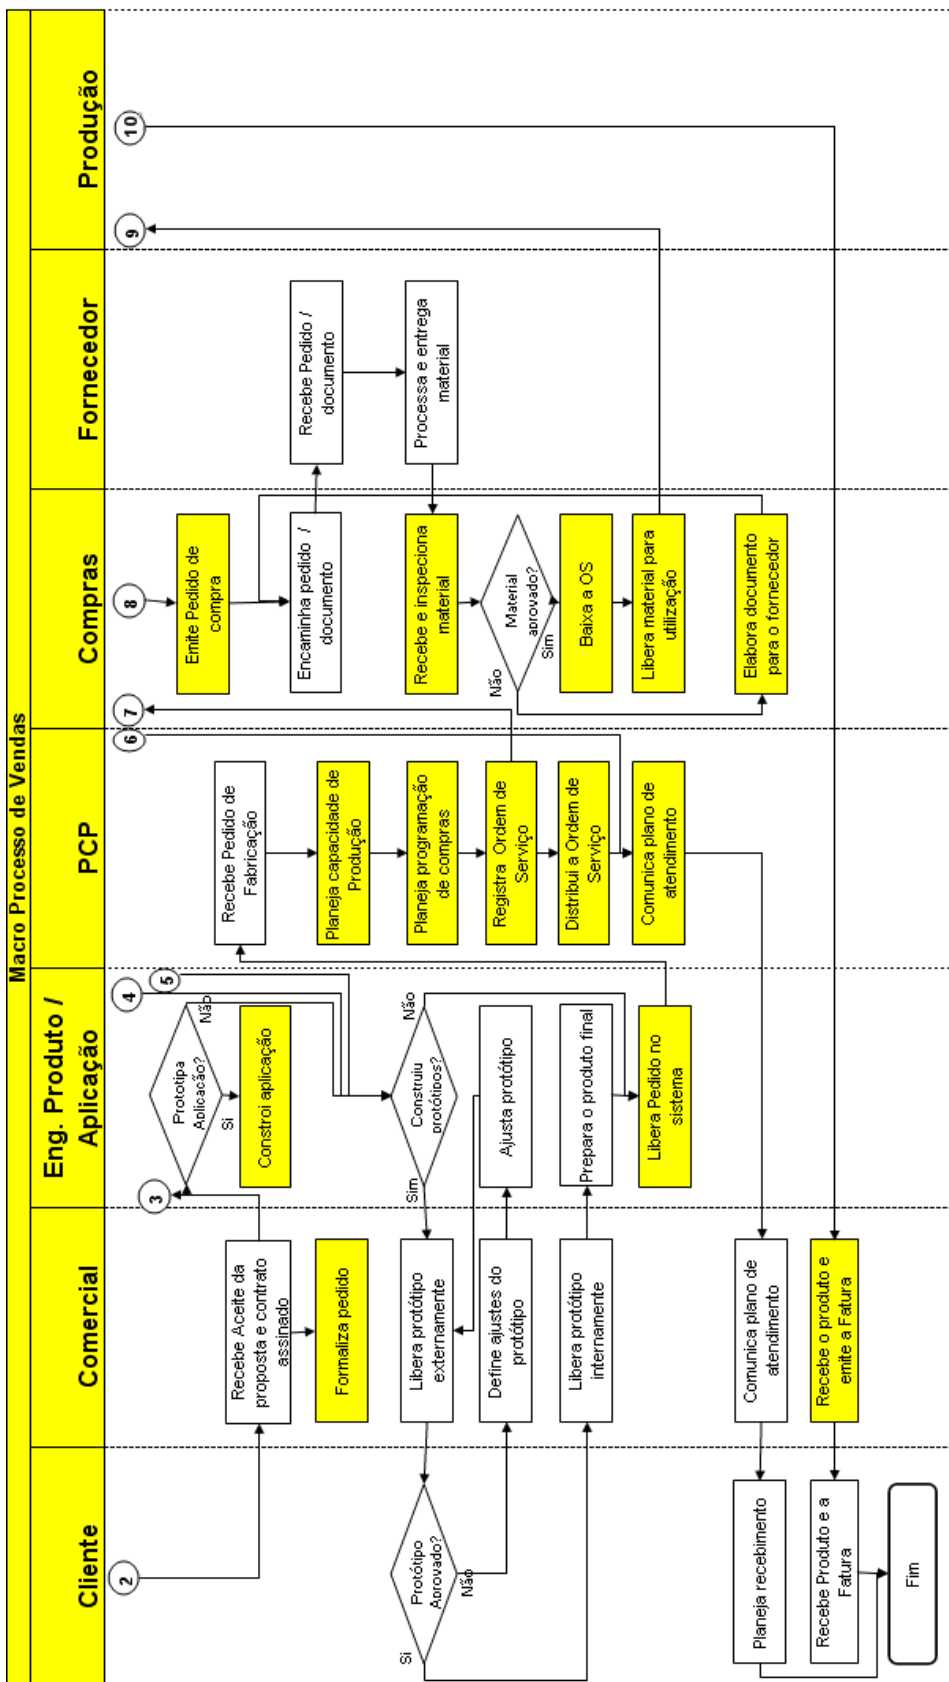 Macro Processo de Vendas
Cliente
Comercial
Eng. Produto /
Aplicação
PCP
Compras
Fornecedor
Produção
2
3
4
5
6
7
8
9
10
Recebe Aceite da
proposta e contrato
assinado
Formaliza pedido
Prototipa
Aplicação?
Não
Si
Constroi aplicação
Construiu
protótipos?
Não
Sim
Libera protótipo
externamente
Protótipo
Aprovado?
Não
Si
Define ajustes do
protótipo
Ajusta protótipo
Libera protótipo
internamente
Prepara o produto final
Libera Pedido no
sistema
Recebe Pedido de
Fabricação
Planeja capacidade de
Produção
Planeja programação
de compras
Registra Ordem de
Serviço
Distribui a Ordem de
Serviço
Comunica plano de
atendimento
Emite Pedido de
compra
Encaminha pedido /
documento
Recebe Pedido /
documento
Processa e entrega
material
Recebe e inspeciona
material
Material
aprovado?
Não
Sim
Baixa a OS
Libera material para
utilização
Elabora documento
para o fornecedor
Comunica plano de
atendimento
Planeja recebimento
Recebe o produto e
emite a Fatura
Recebe Produto e a
Fatura
Fim